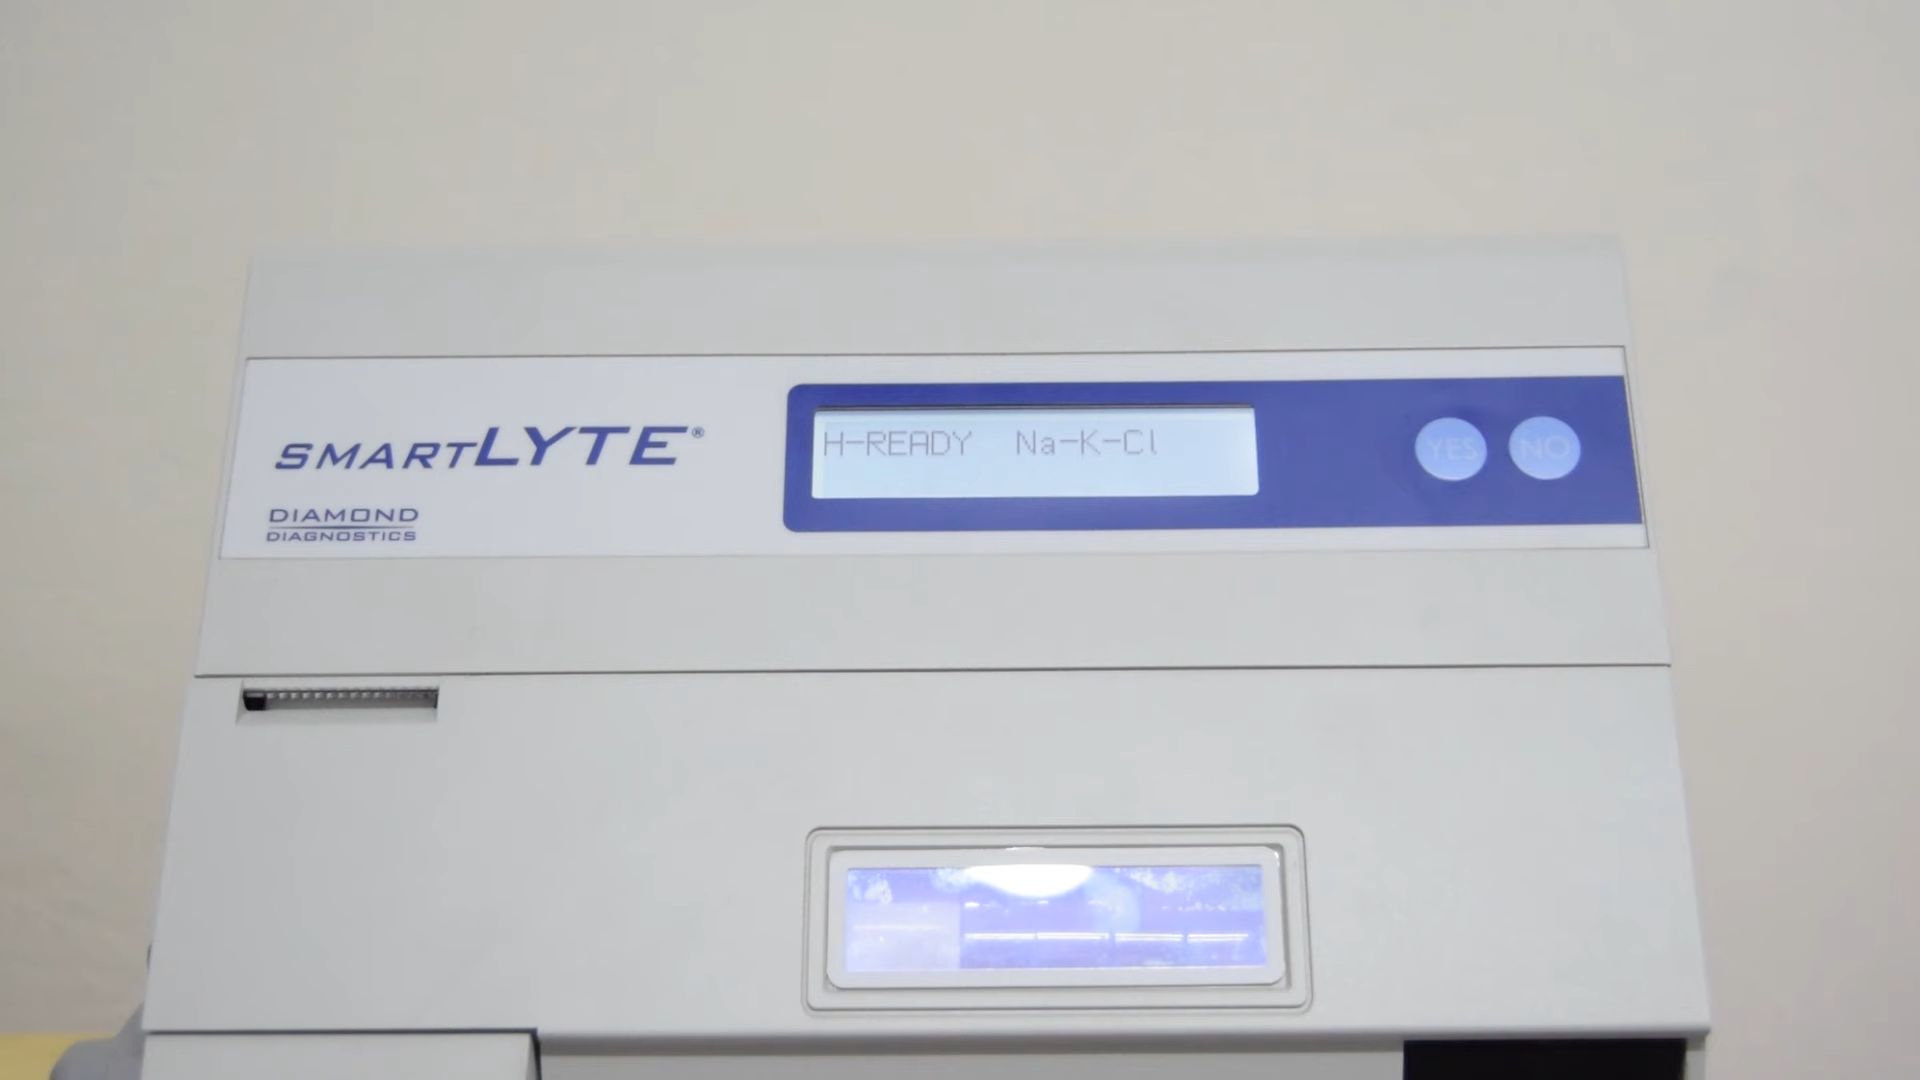 SMARTLYTE®
DIAMOND
DIAGNOSTICS
H-READY Na-K-Cl
YES
NO